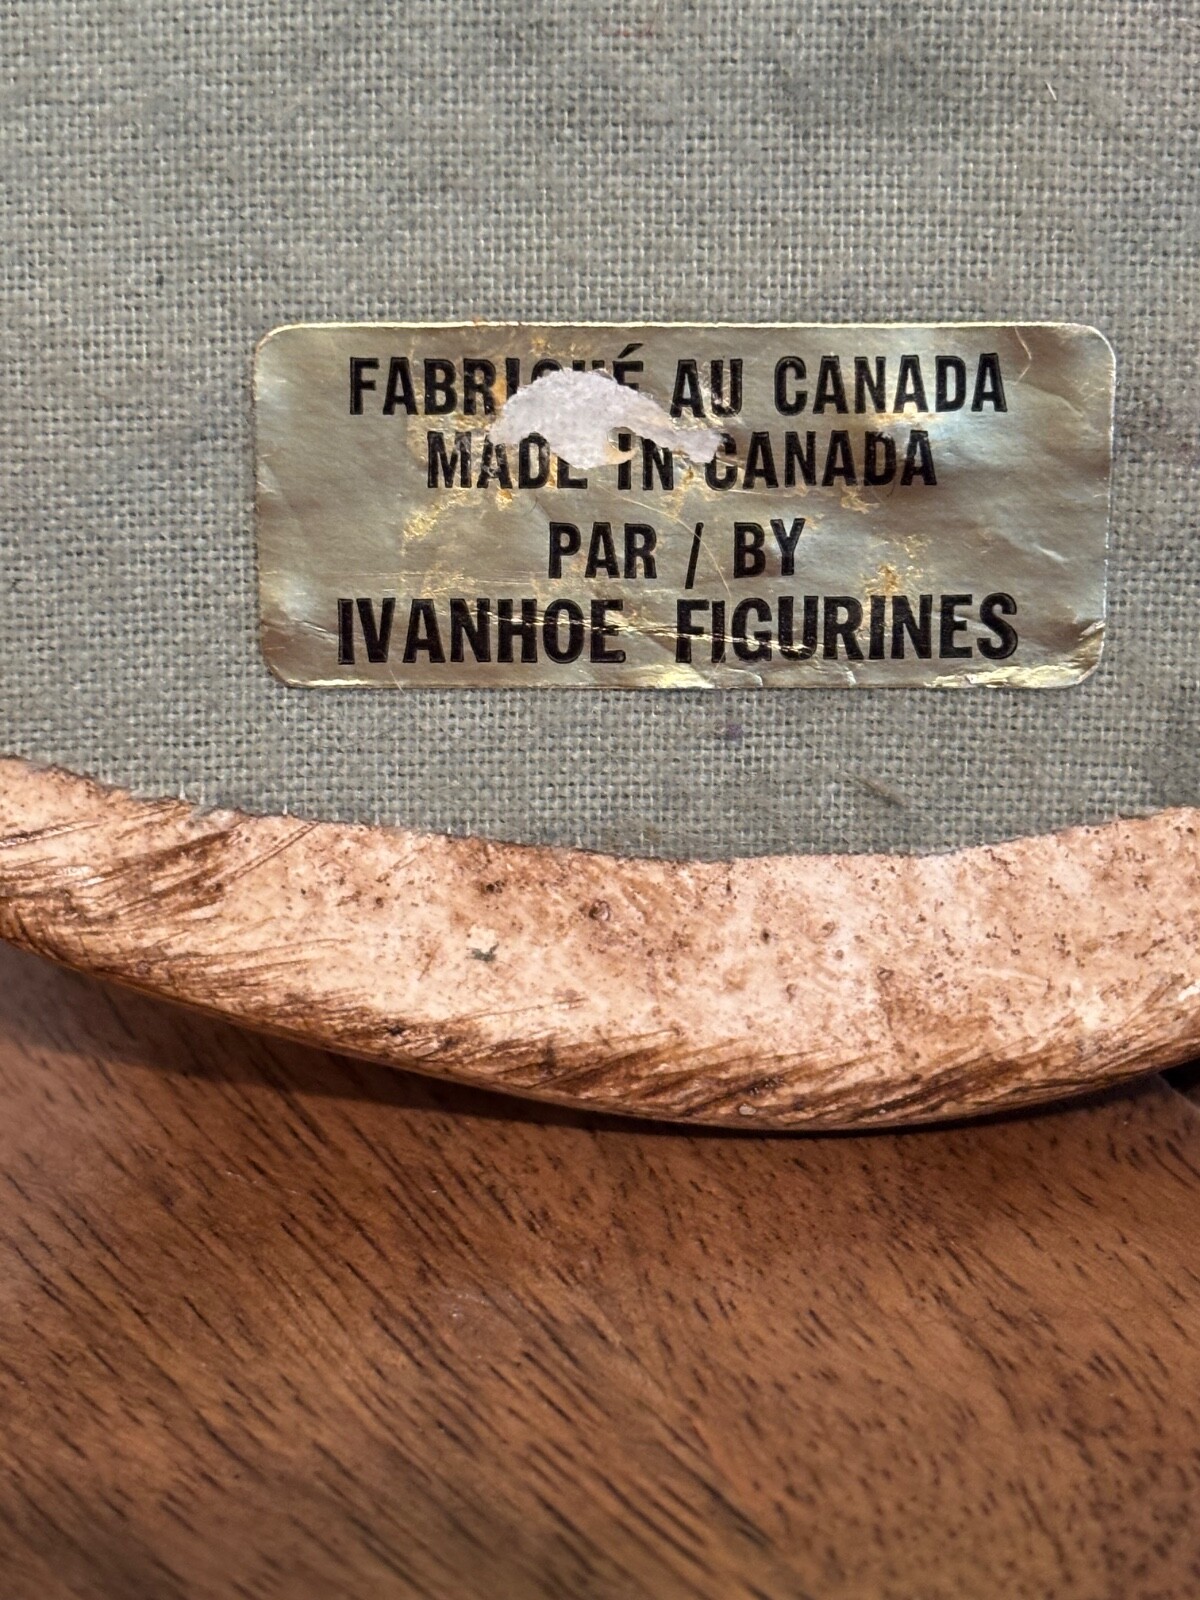 FABRIQUÉ AU CANADA
MADE IN CANADA
PAR / BY
IVANHOE FIGURINES